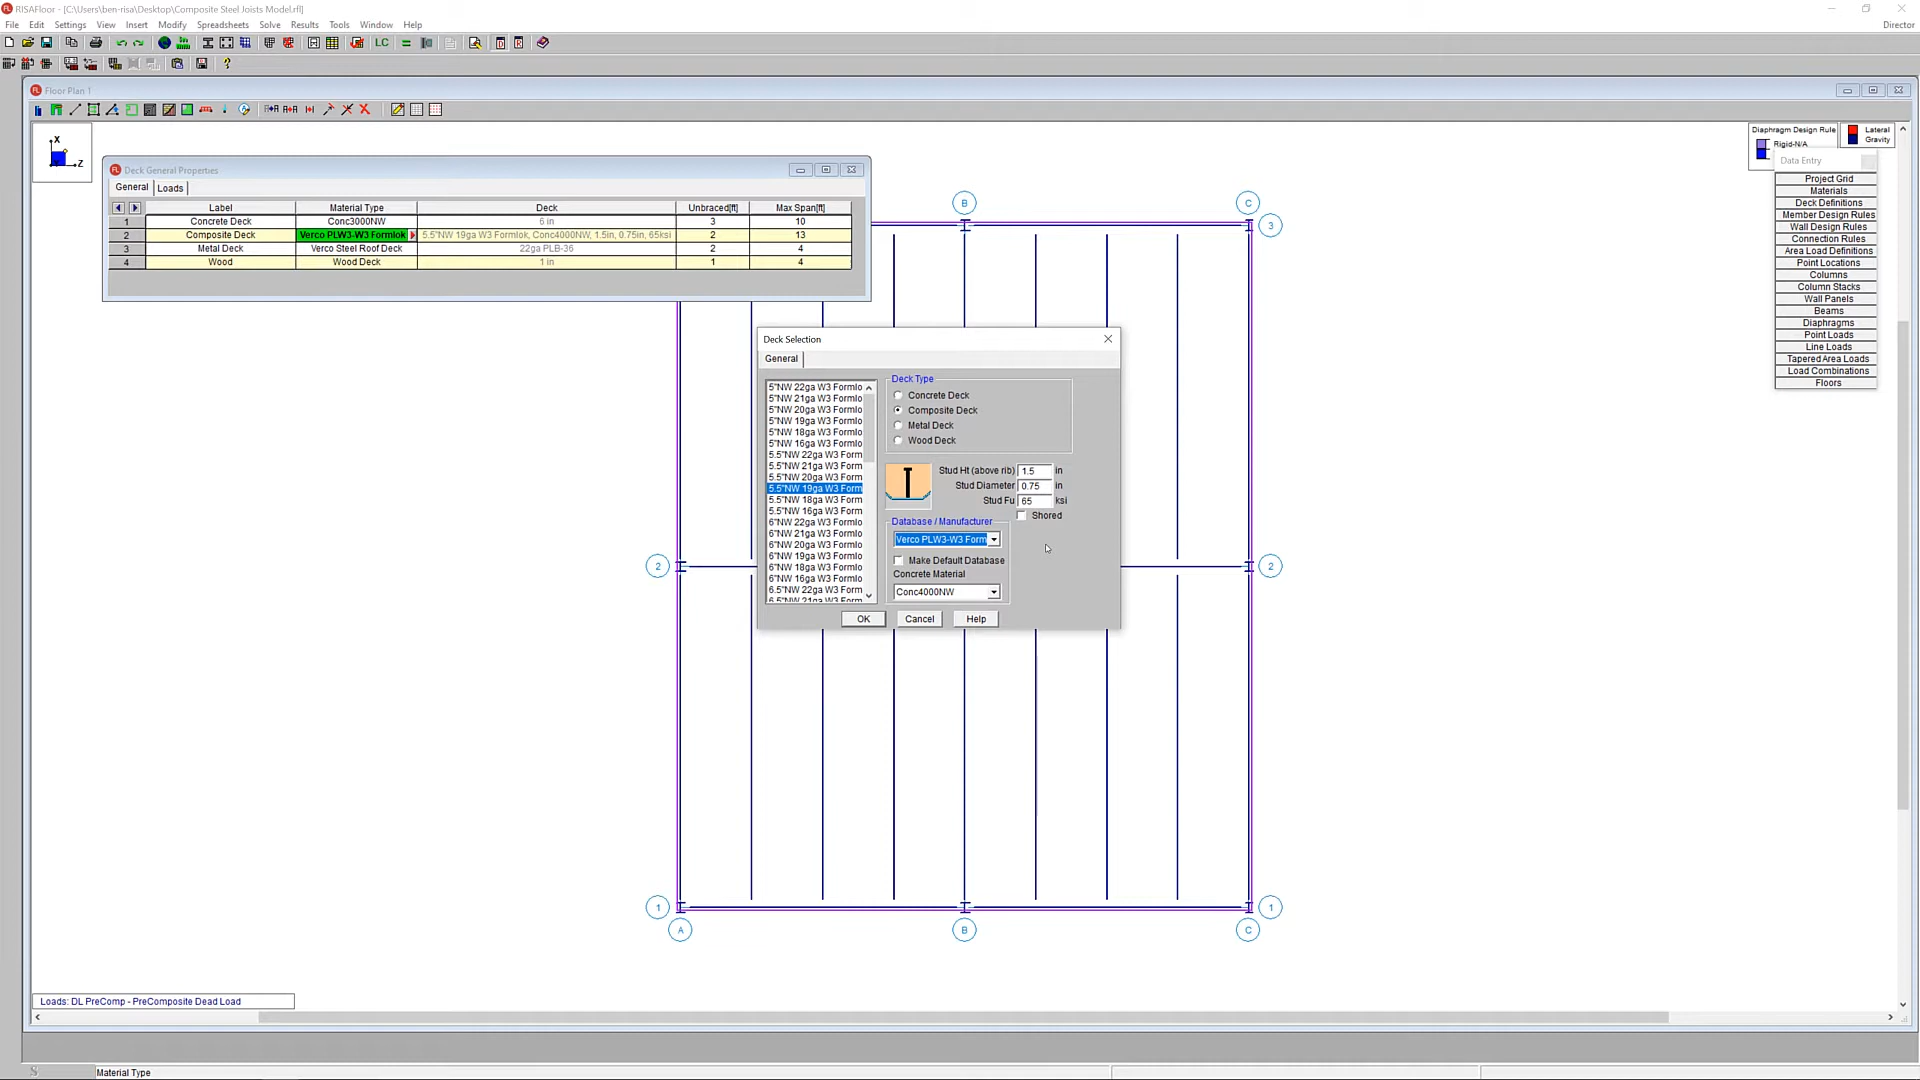 RISAFloor - [C:\Users\ben-risa\Desktop\Composite Steel Joists Model.rfl]
File Edit Settings View Insert Modify Spreadsheets Solve Results Tools Window Help
Director
LC
D R
Floor Plan 1
X
Z
Diaphragm Design Rule
Rigid-N/A
Lateral
Gravity
Data Entry
Project Grid
Materials
Deck Definitions
Member Design Rules
Wall Design Rules
Connection Rules
Area Load Definitions
Point Locations
Columns
Column Stacks
Wall Panels
Beams
Diaphragms
Point Loads
Line Loads
Tapered Area Loads
Load Combinations
Floors
Deck General Properties
General Loads
Label Material Type Deck Unbraced[ft] Max Span[ft]
1 Concrete Deck Conc3000NW 6 in 3 10
2 Composite Deck Verco PLW3-W3 Formlok 5.5"NW 19ga W3 Formlok, Conc4000NW, 1.5in, 0.75in, 65ksi 2 13
3 Metal Deck Verco Steel Roof Deck 22ga PLB-36 2 4
4 Wood Wood Deck 1 in 1 4
B C
3
Deck Selection
General
5"NW 22ga W3 Formlo
5"NW 21ga W3 Formlo
5"NW 20ga W3 Formlo
5"NW 19ga W3 Formlo
5"NW 18ga W3 Formlo
5"NW 16ga W3 Formlo
5.5"NW 22ga W3 Form
5.5"NW 21ga W3 Form
5.5"NW 20ga W3 Form
5.5"NW 19ga W3 Form
5.5"NW 18ga W3 Form
5.5"NW 16ga W3 Form
6"NW 22ga W3 Formlo
6"NW 21ga W3 Formlo
6"NW 20ga W3 Formlo
6"NW 19ga W3 Formlo
6"NW 18ga W3 Formlo
6"NW 16ga W3 Formlo
6.5"NW 22ga W3 Form
6.5"NW 21ga W3 Form
Deck Type
Concrete Deck
Composite Deck
Metal Deck
Wood Deck
Stud Ht (above rib) 1.5 in
Stud Diameter 0.75 in
Stud Fu 65 ksi
Shored
Database / Manufacturer
Verco PLW3-W3 Form
Make Default Database
Concrete Material
Conc4000NW
OK Cancel Help
2 2
1 1
A B C
Loads: DL PreComp - PreComposite Dead Load
S
Material Type